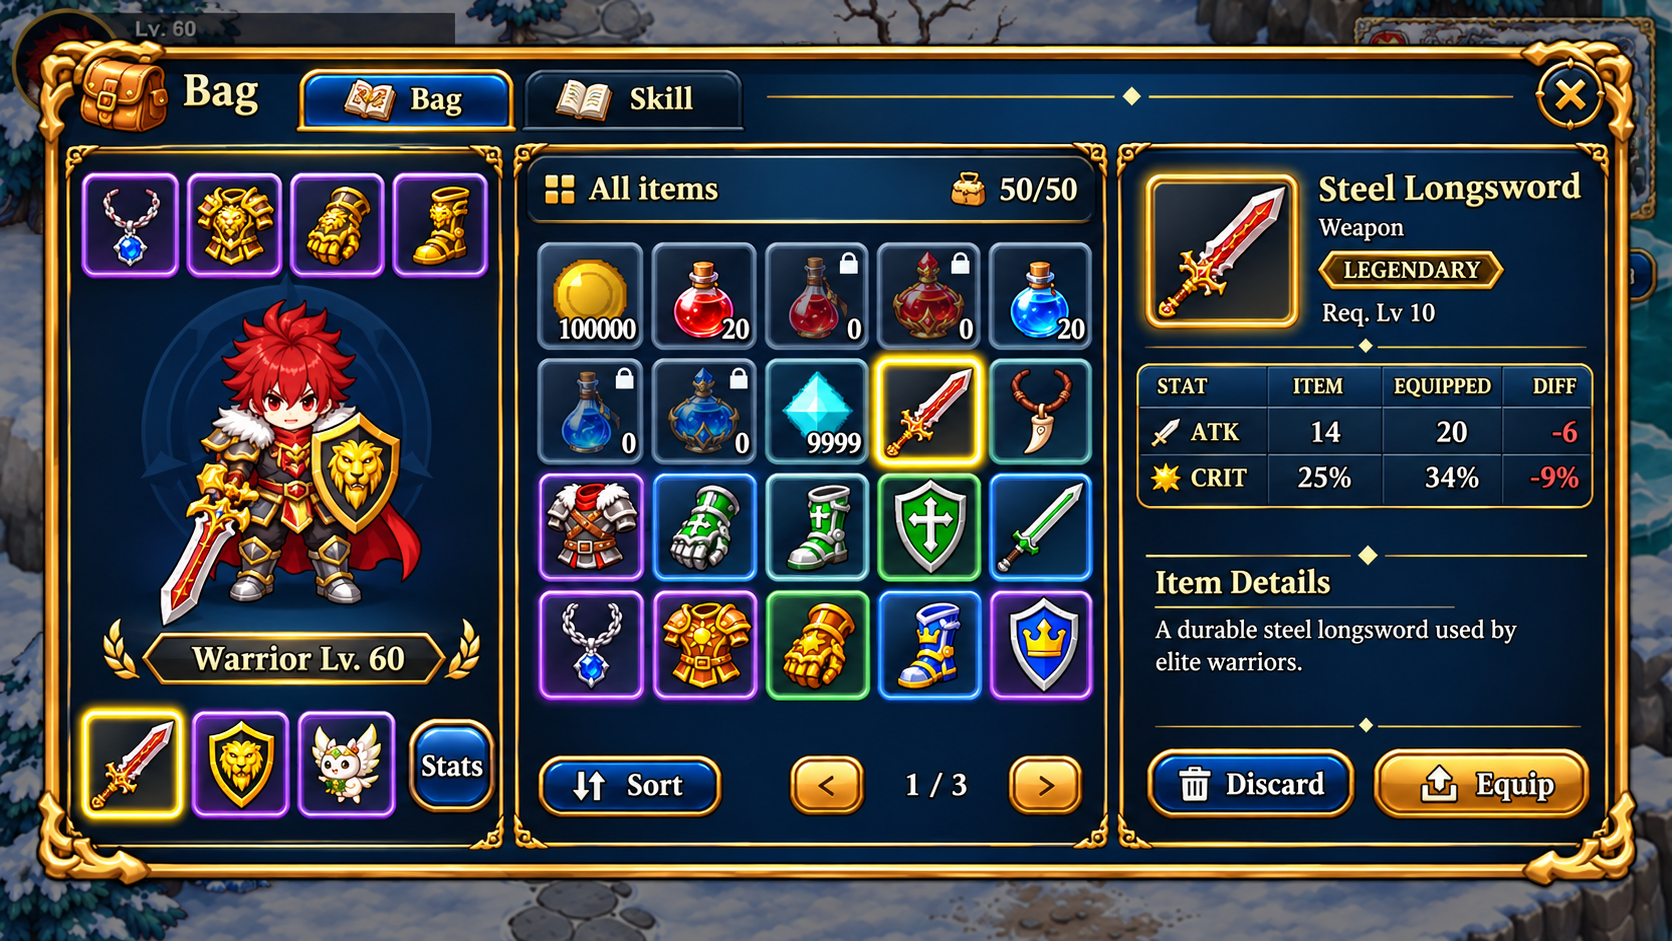 Lv. 60
Bag
Bag
Skill
All items
50/50
100000
20
0
0
20
0
0
9999
Warrior Lv. 60
Stats
Sort
<
1 / 3
>
Steel Longsword
Weapon
LEGENDARY
Req. Lv 10
STAT ITEM EQUIPPED DIFF
ATK 14 20 -6
CRIT 25% 34% -9%
Item Details
A durable steel longsword used by
elite warriors.
Discard
Equip